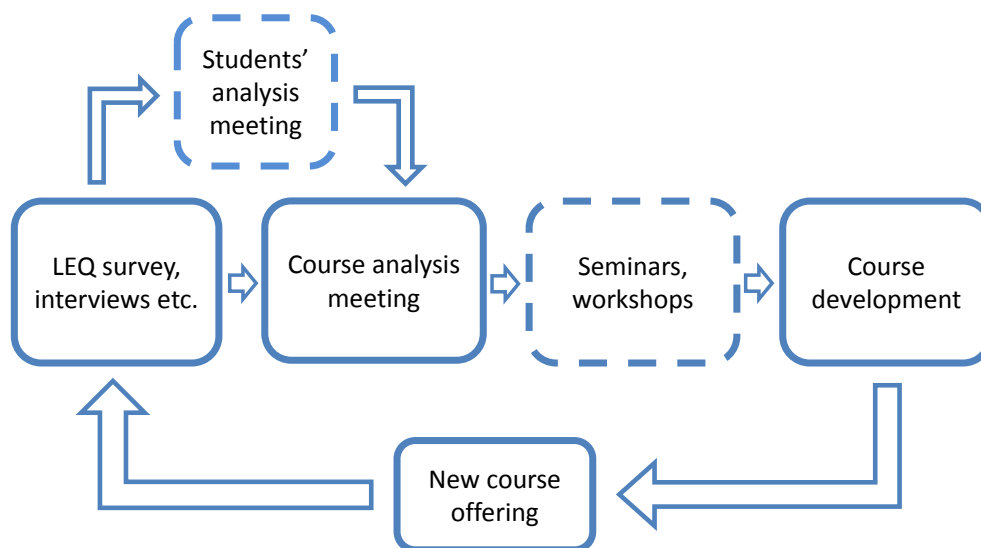 Students’
analysis
meeting
LEQ survey,
interviews etc.
Course analysis
meeting
Seminars,
workshops
Course
development
New course
offering